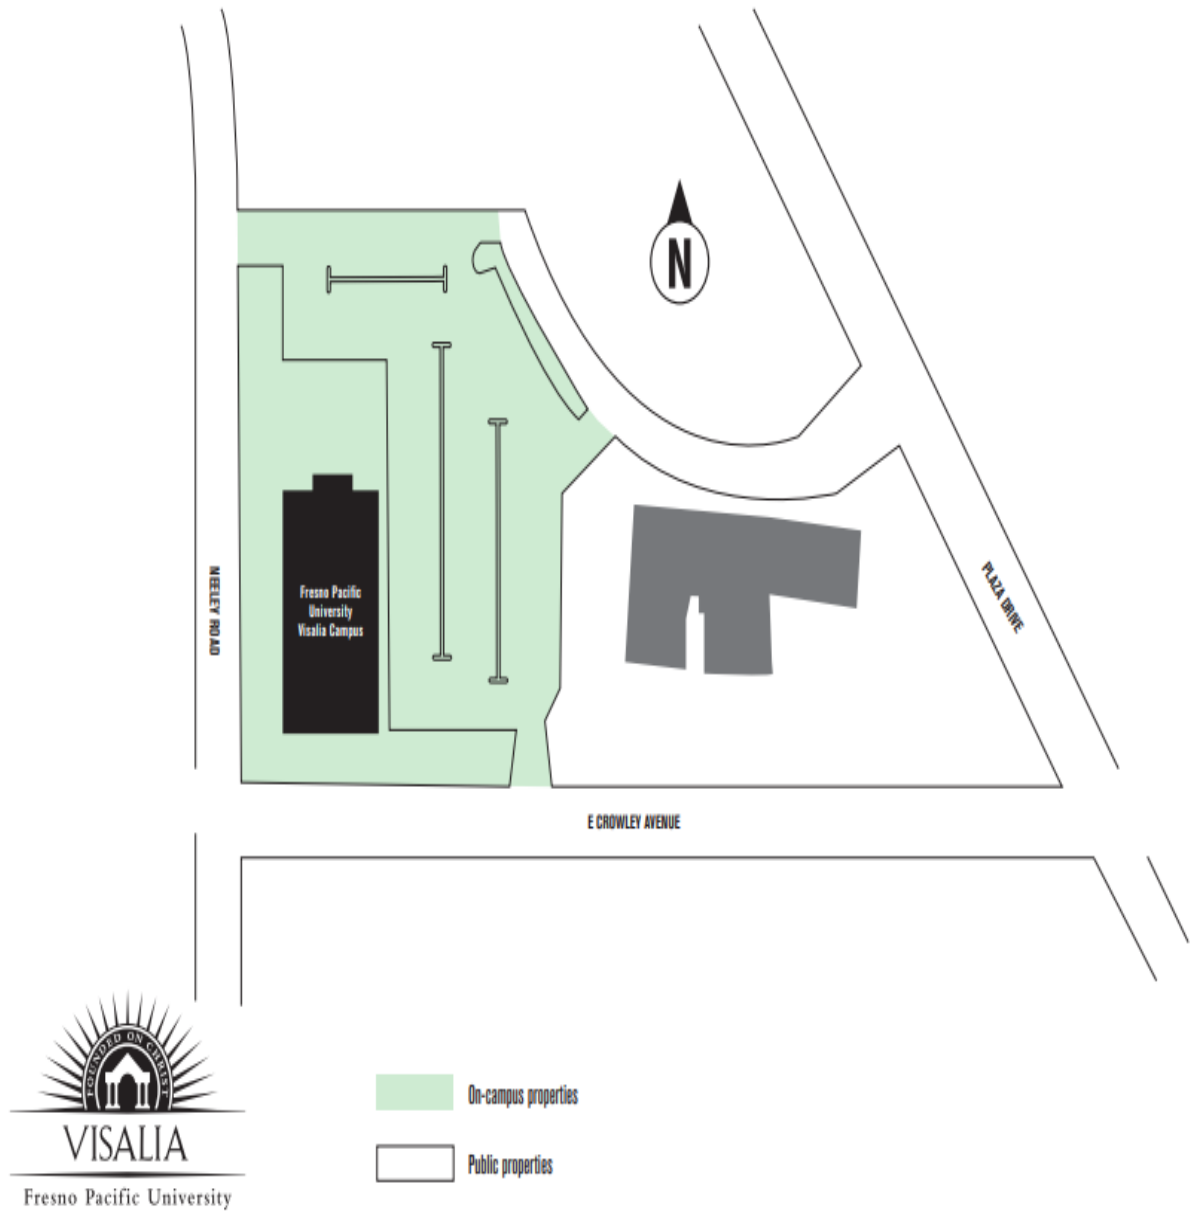 N
Fresno Pacific
University
Visalia Campus
NEELEY ROAD
PLAZA DRIVE
E CROWLEY AVENUE
FOUNDED ON CHRIST
VISALIA
Fresno Pacific University
On-campus properties
Public properties